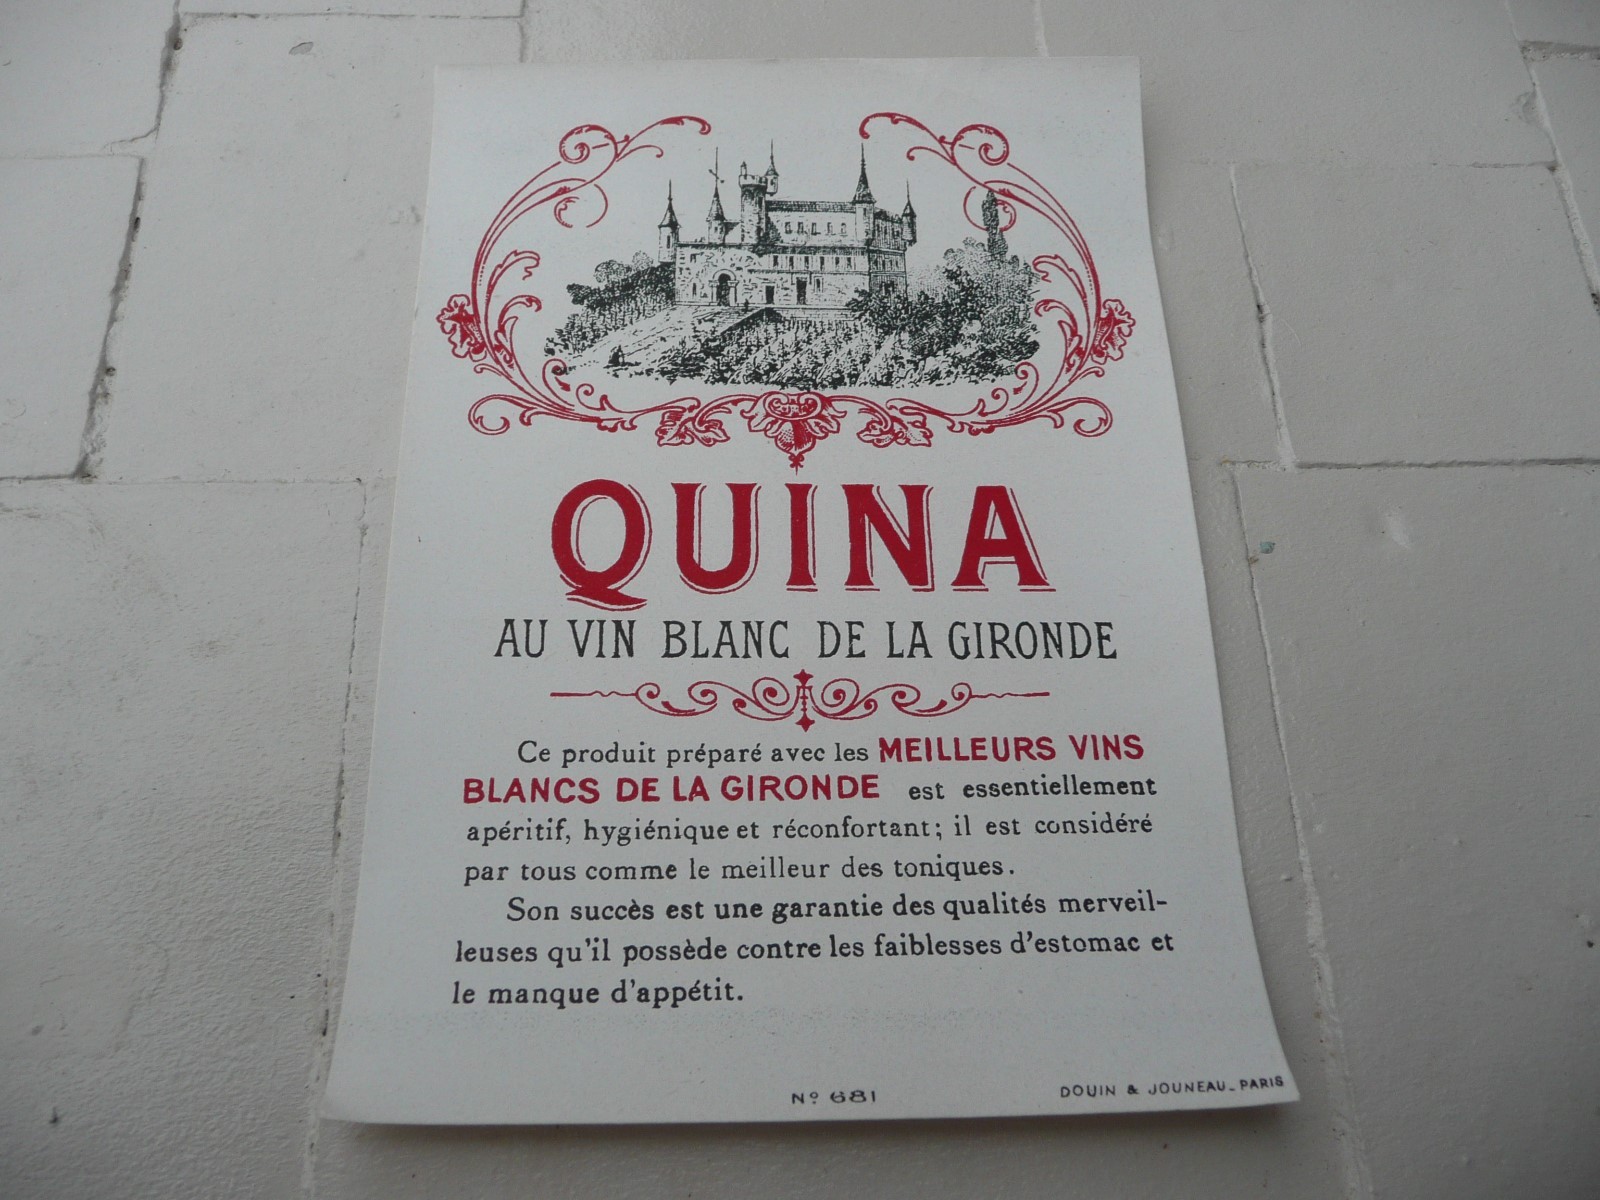 QUINA
AU VIN BLANC DE LA GIRONDE
Ce produit préparé avec les MEILLEURS VINS
BLANCS DE LA GIRONDE est essentiellement
apéritif, hygiénique et réconfortant; il est considéré
par tous comme le meilleur des toniques.
Son succès est une garantie des qualités merveil-
leuses qu'il possède contre les faiblesses d'estomac et
le manque d'appétit.
Nº 681
DOUIN & JOUNEAU_PARIS